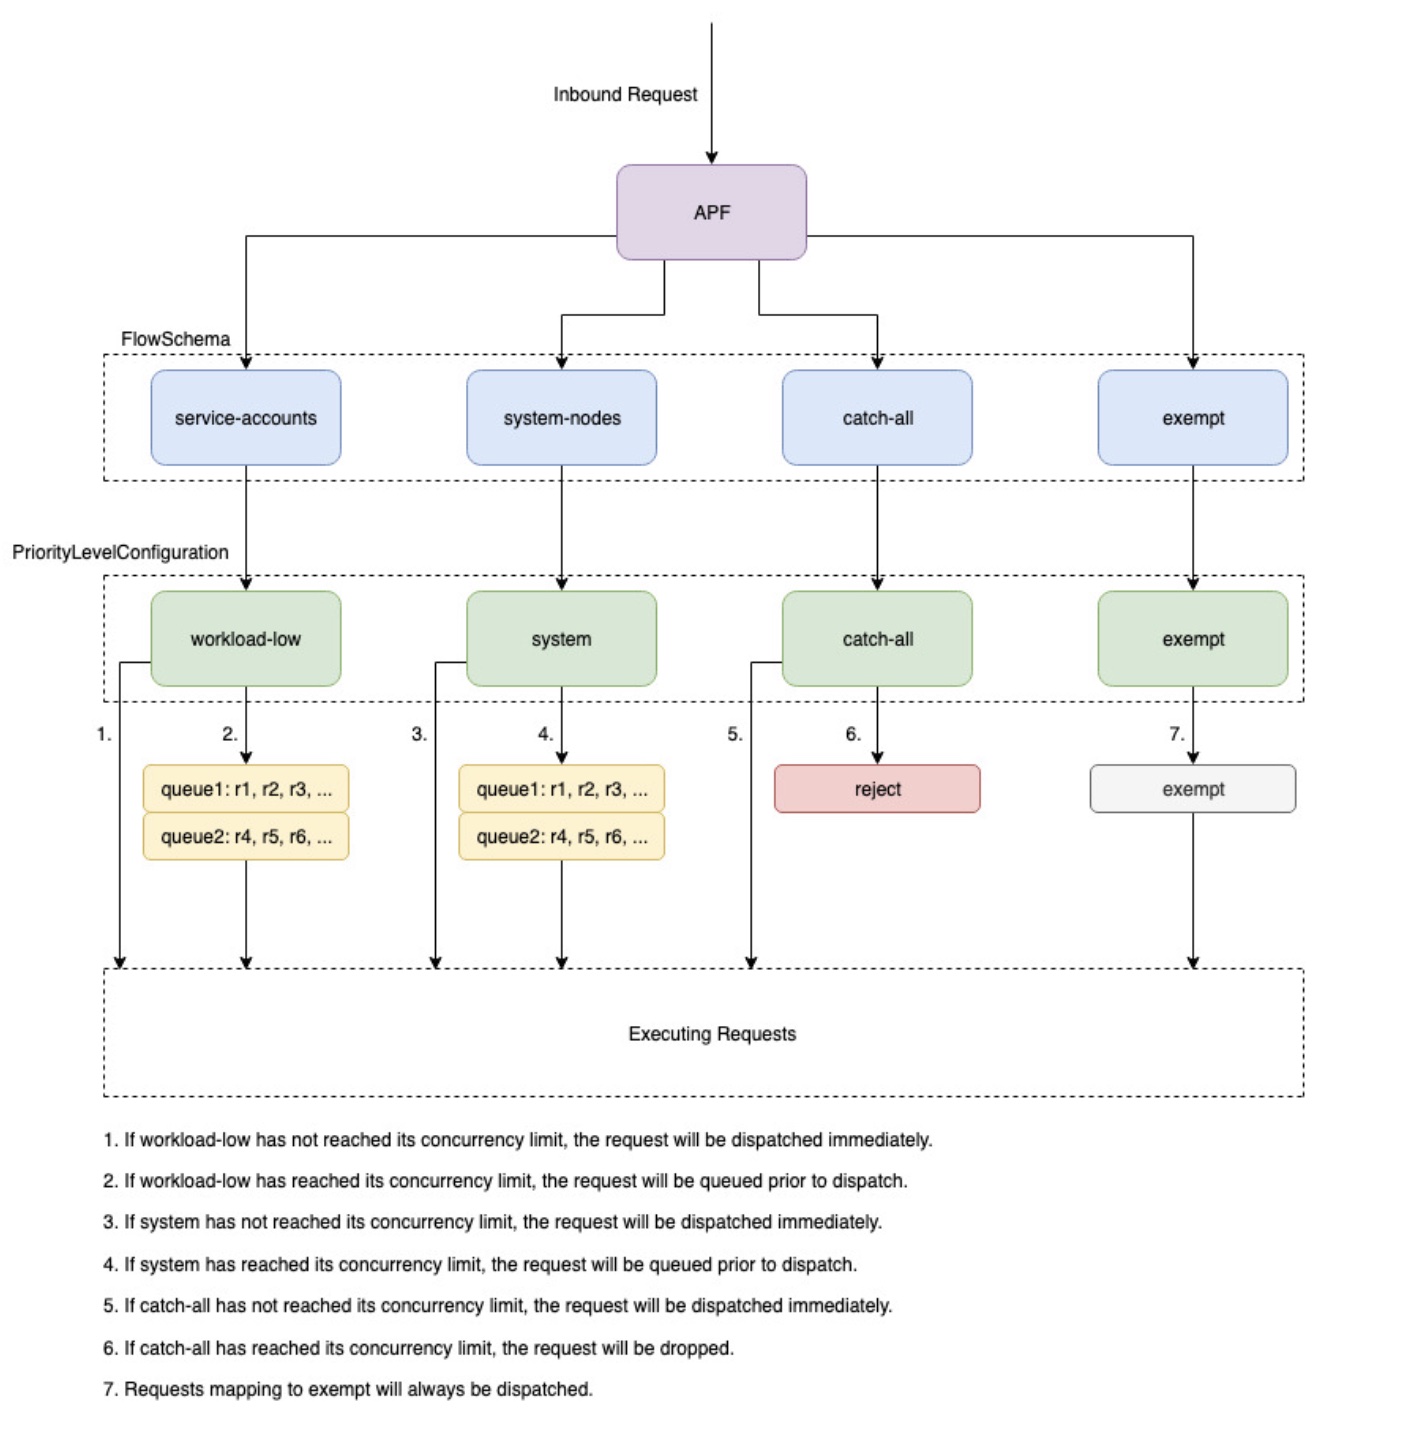 Inbound Request
APF
FlowSchema
service-accounts
system-nodes
catch-all
exempt
PriorityLevelConfiguration
workload-low
system
catch-all
exempt
1.
2.
3.
4.
5.
6.
7.
queue1: r1, r2, r3, ...
queue1: r1, r2, r3, ...
reject
exempt
queue2: r4, r5, r6, ...
queue2: r4, r5, r6, ...
Executing Requests
1. If workload-low has not reached its concurrency limit, the request will be dispatched immediately.
2. If workload-low has reached its concurrency limit, the request will be queued prior to dispatch.
3. If system has not reached its concurrency limit, the request will be dispatched immediately.
4. If system has reached its concurrency limit, the request will be queued prior to dispatch.
5. If catch-all has not reached its concurrency limit, the request will be dispatched immediately.
6. If catch-all has reached its concurrency limit, the request will be dropped.
7. Requests mapping to exempt will always be dispatched.